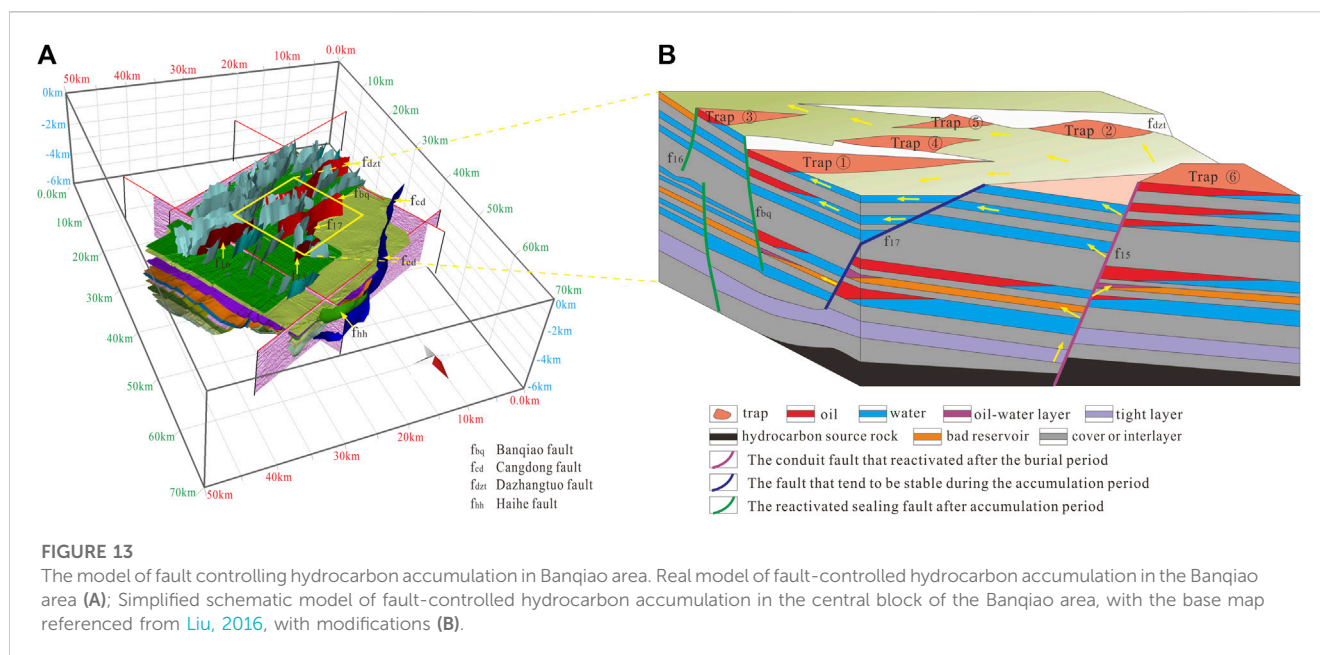 A
50km
40km
30km
20km
10km
0.0km
0km
-2km
-4km
-6km
0.0km
10km
20km
30km
40km
50km
60km
70km
10km
20km
30km
40km
50km
60km
70km
0km
-2km
-4km
-6km
0.0km
10km
20km
30km
40km
50km
fdzt
fbq
fcd
f17
f16
fcd
fhh
fbq Banqiao fault
fcd Cangdong fault
fdzt Dazhangtuo fault
fhh Haihe fault
B
Trap ③
Trap ⑤
Trap ②
fdzt
Trap ④
Trap ①
Trap ⑥
f16
fbq
f17
f15
trap oil water oil-water layer tight layer
hydrocarbon source rock bad reservoir cover or interlayer
The conduit fault that reactivated after the burial period
The fault that tend to be stable during the accumulation period
The reactivated sealing fault after accumulation period
FIGURE 13
The model of fault controlling hydrocarbon accumulation in Banqiao area. Real model of fault-controlled hydrocarbon accumulation in the Banqiao
area (A); Simplified schematic model of fault-controlled hydrocarbon accumulation in the central block of the Banqiao area, with the base map
referenced from Liu, 2016, with modifications (B).